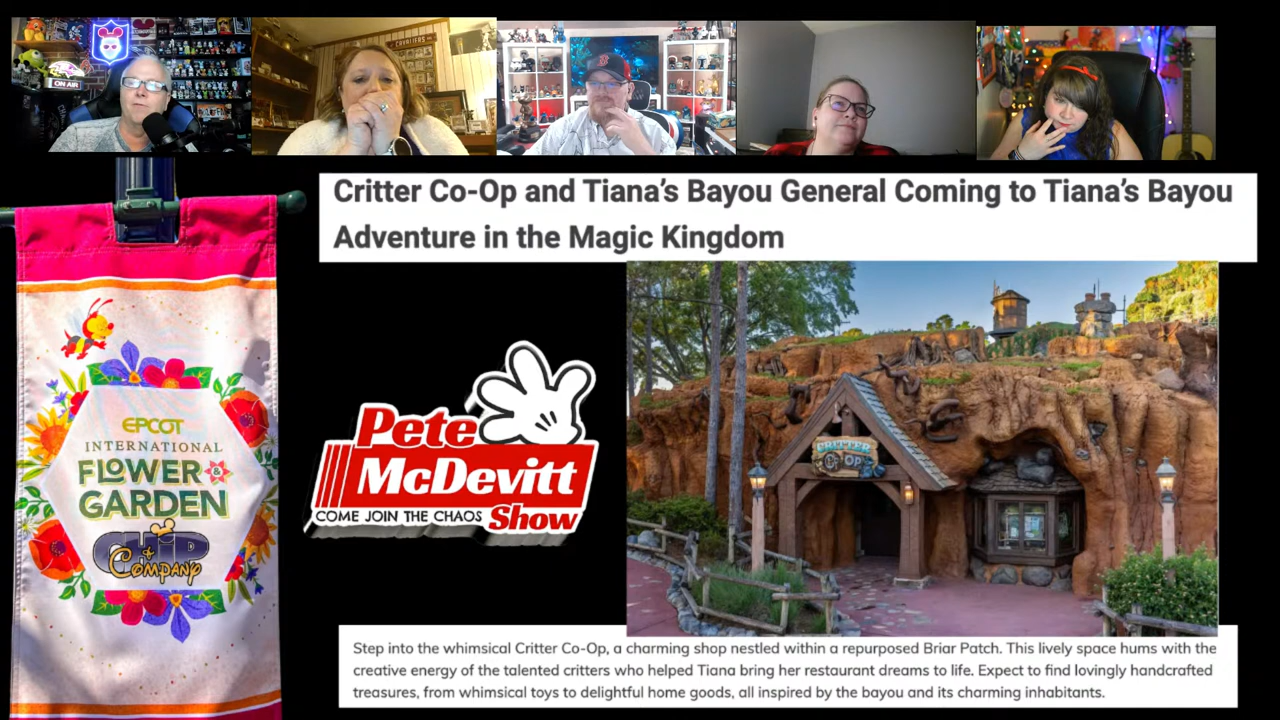 ON AIR
CAVALIERS
Critter Co-Op and Tiana's Bayou General Coming to Tiana's Bayou
Adventure in the Magic Kingdom
EPCOT
INTERNATIONAL
FLOWER &
GARDEN
CHIP
&
COMPANY
Pete
McDevitt
COME JOIN THE CHAOS Show
CRITTER
CO-OP
Step into the whimsical Critter Co-Op, a charming shop nestled within a repurposed Briar Patch. This lively space hums with the
creative energy of the talented critters who helped Tiana bring her restaurant dreams to life. Expect to find lovingly handcrafted
treasures, from whimsical toys to delightful home goods, all inspired by the bayou and its charming inhabitants.